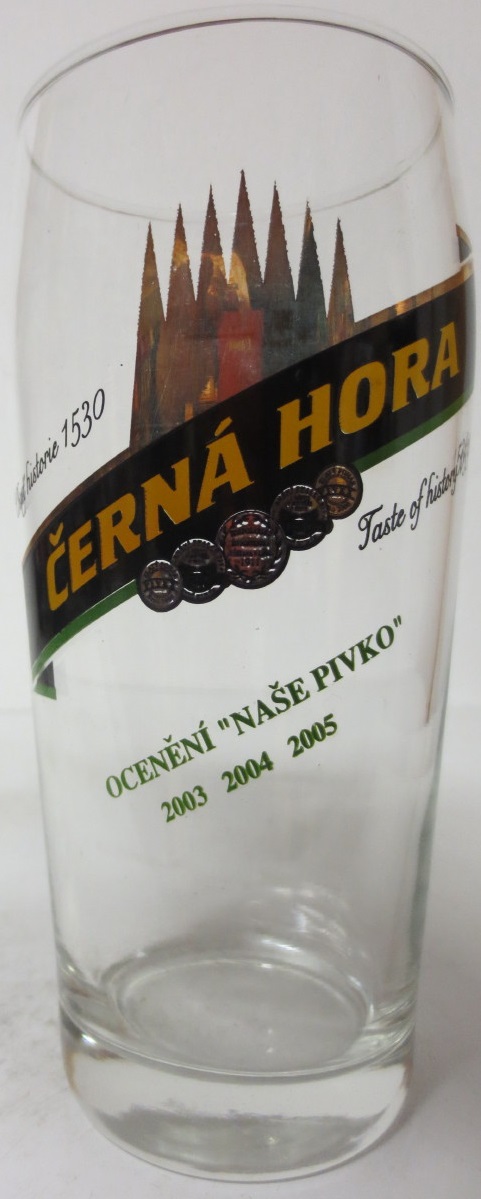 historie 1530
ČERNÁ HORA
Taste of history
OCENĚNÍ "NAŠE PIVKO"
2003 2004 2005